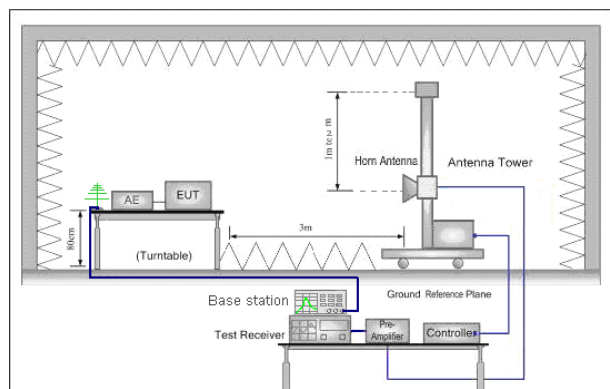 1m to 4 m
Horn Antenna
Antenna Tower
AE
EUT
3m
80cm
(Turntable)
Base station
Ground Reference Plane
Test Receiver
Pre-
Amplifier
Controller